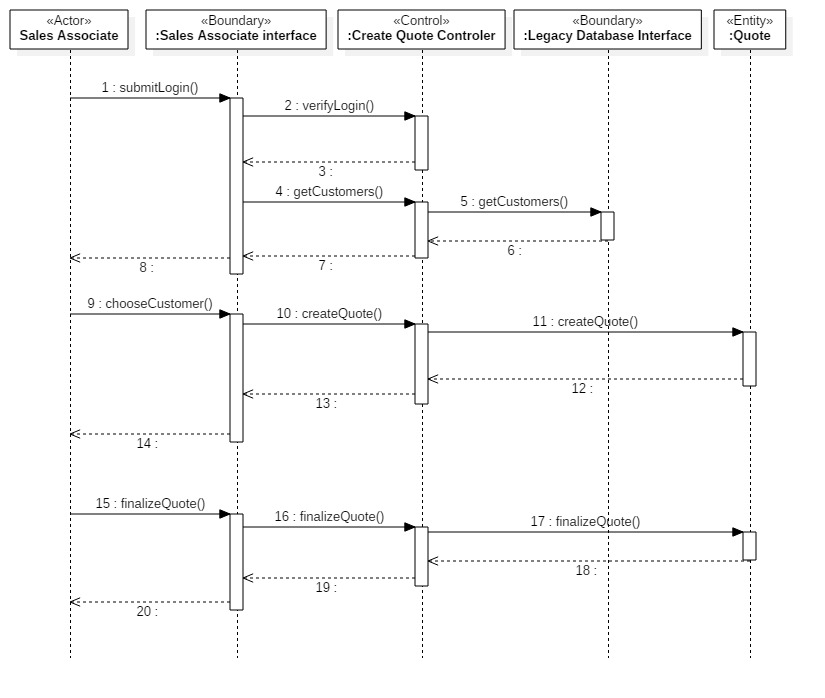 «Actor»
Sales Associate
«Boundary»
:Sales Associate interface
«Control»
:Create Quote Controler
«Boundary»
:Legacy Database Interface
«Entity»
:Quote
1 : submitLogin()
2 : verifyLogin()
3 :
4 : getCustomers()
5 : getCustomers()
6 :
7 :
8 :
9 : chooseCustomer()
10 : createQuote()
11 : createQuote()
12 :
13 :
14 :
15 : finalizeQuote()
16 : finalizeQuote()
17 : finalizeQuote()
18 :
19 :
20 :